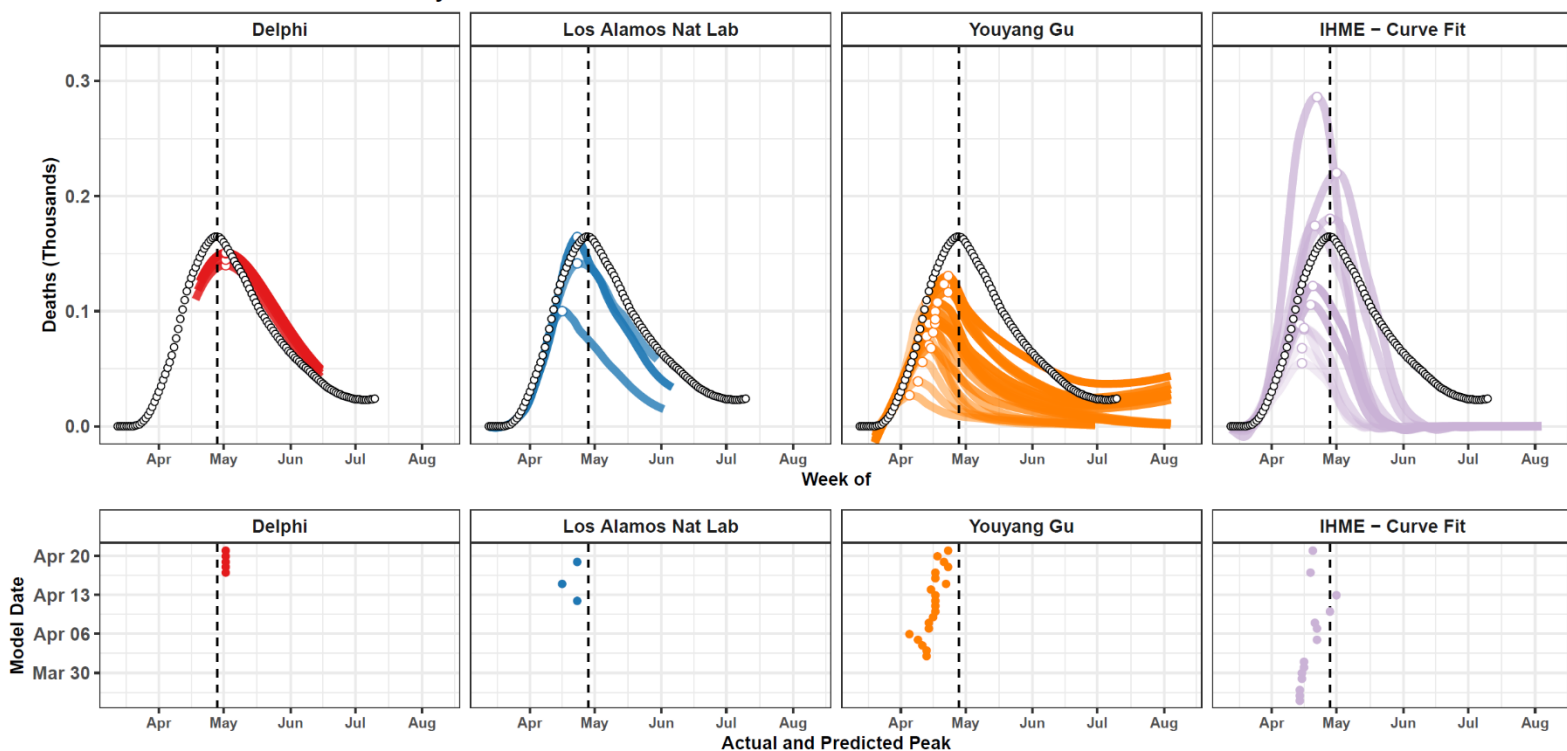 Delphi
Los Alamos Nat Lab
Youyang Gu
IHME − Curve Fit
Deaths (Thousands)
0.3
0.2
0.1
0.0
Apr May Jun Jul Aug
Apr May Jun Jul Aug
Apr May Jun Jul Aug
Apr May Jun Jul Aug
Week of
Delphi
Los Alamos Nat Lab
Youyang Gu
IHME − Curve Fit
Model Date
Apr 20
Apr 13
Apr 06
Mar 30
Apr May Jun Jul Aug
Apr May Jun Jul Aug
Apr May Jun Jul Aug
Apr May Jun Jul Aug
Actual and Predicted Peak